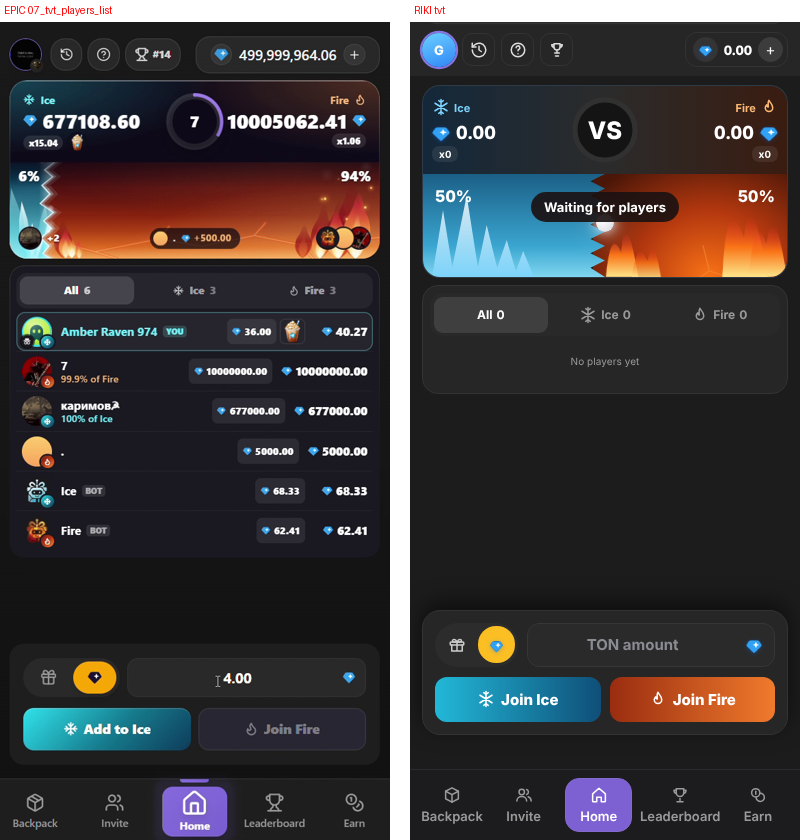 EPIC 07_tvt_players_list
#14
499,999,964.06 +
Ice
Fire
677108.60
7
10005062.41
x15.04
x1.06
6%
94%
+2
. +500.00
All 6
Ice 3
Fire 3
Amber Raven 974 YOU 36.00 40.27
7
99.9% of Fire
10000000.00 10000000.00
каримов
100% of Ice
677000.00 677000.00
. 5000.00 5000.00
Ice BOT 68.33 68.33
Fire BOT 62.41 62.41
4.00
Add to Ice
Join Fire
Backpack
Invite
Home
Leaderboard
Earn
RIKI tvt
G
0.00 +
Ice
Fire
0.00
VS
0.00
x0
x0
50%
Waiting for players
50%
All 0
Ice 0
Fire 0
No players yet
TON amount
Join Ice
Join Fire
Backpack
Invite
Home
Leaderboard
Earn